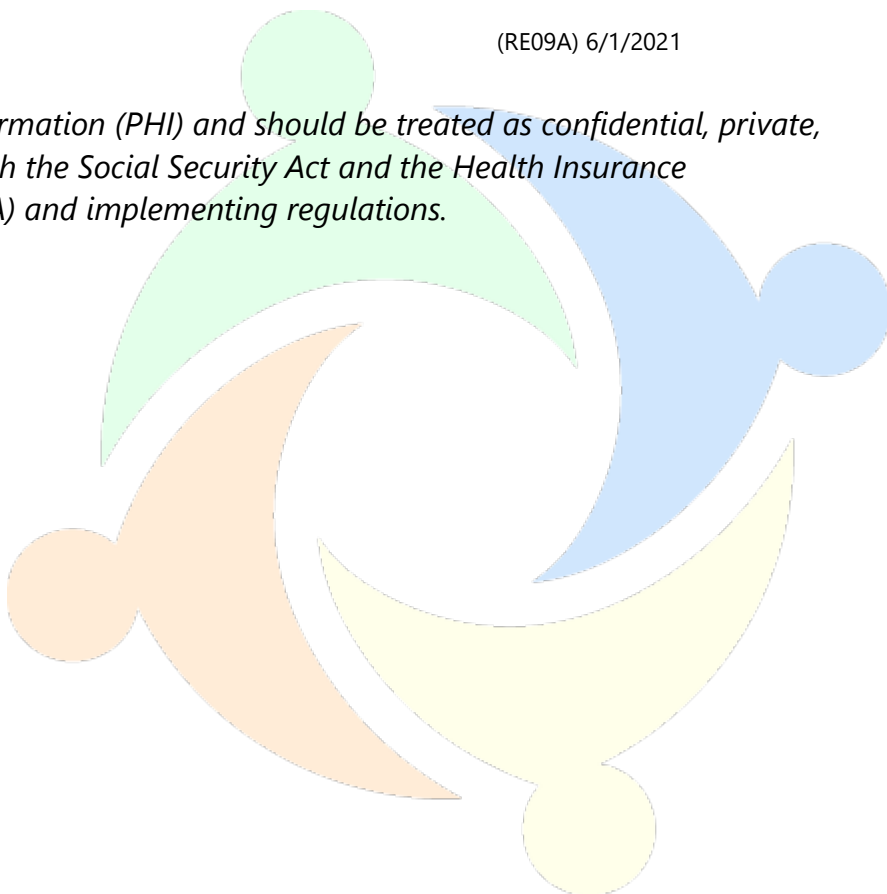 (RE09A) 6/1/2021
rmation (PHI) and should be treated as confidential, private,
h the Social Security Act and the Health Insurance
A) and implementing regulations.